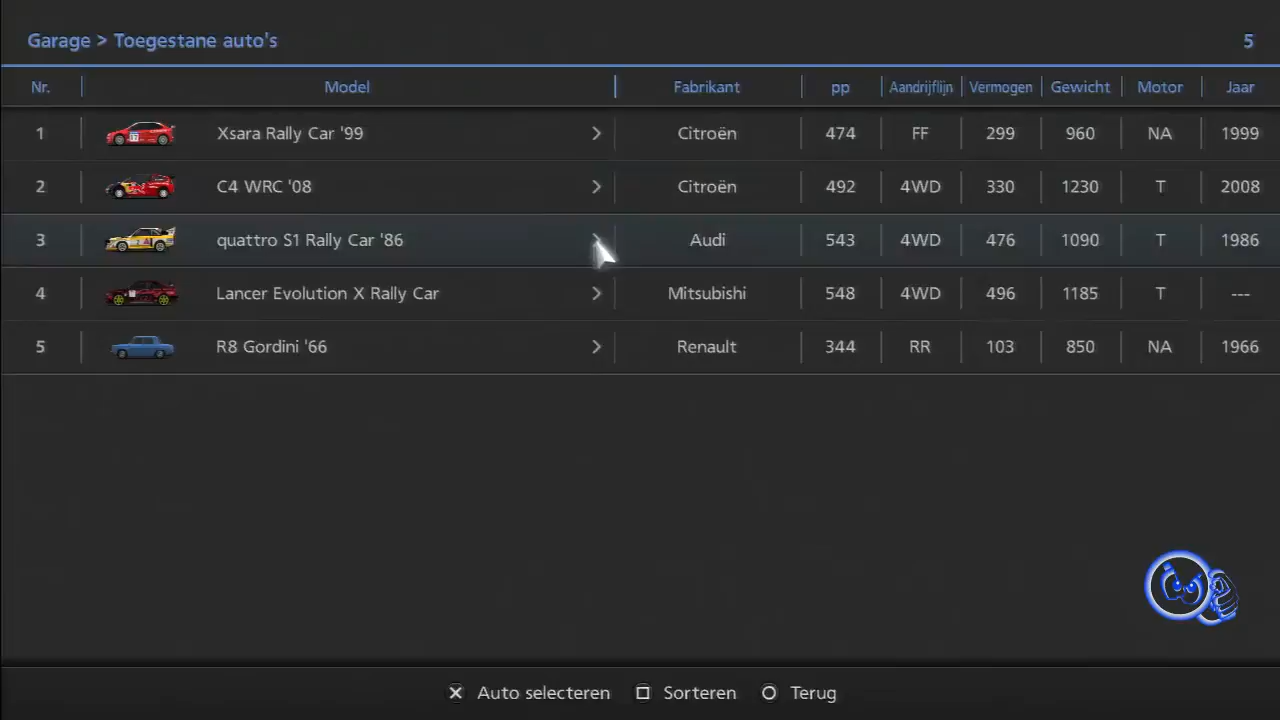 Garage > Toegestane auto's 5
Nr. Model Fabrikant pp Aandrijflijn Vermogen Gewicht Motor Jaar
1 Xsara Rally Car '99 Citroën 474 FF 299 960 NA 1999
2 C4 WRC '08 Citroën 492 4WD 330 1230 T 2008
3 quattro S1 Rally Car '86 Audi 543 4WD 476 1090 T 1986
4 Lancer Evolution X Rally Car Mitsubishi 548 4WD 496 1185 T ---
5 R8 Gordini '66 Renault 344 RR 103 850 NA 1966
Auto selecteren Sorteren Terug